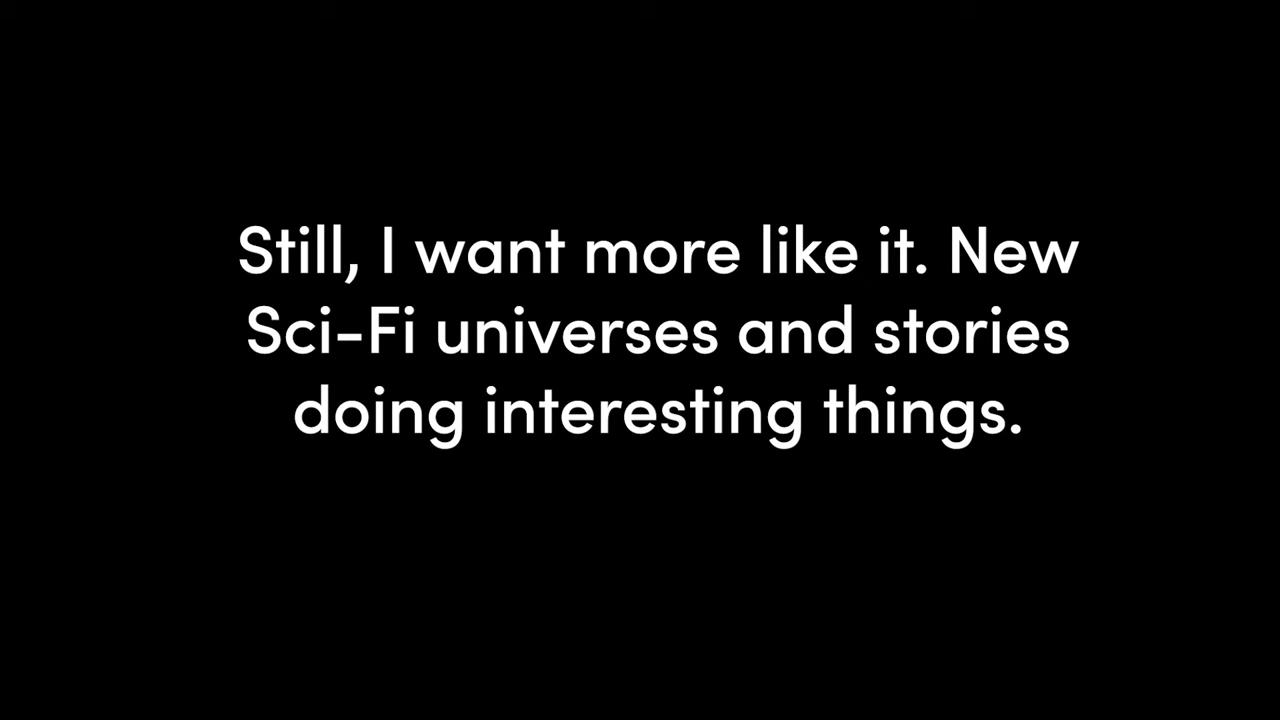 Still, I want more like it. New
Sci-Fi universes and stories
doing interesting things.